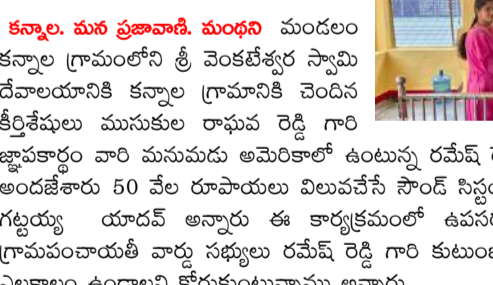 కన్నాల. మన ప్రజావాణి. మంథని మండలం
కన్నాల గ్రామంలోని శ్రీ వెంకటేశ్వర స్వామి
దేవాలయానికి కన్నాల గ్రామానికి చెందిన
కీర్తిశేషులు ముసుకుల రాఘవ రెడ్డి గారి
జ్ఞాపకార్థం వారి మనుమడు అమెరికాలో ఉంటున్న రమేష్
అందజేశారు 50 వేల రూపాయలు విలువచేసే సౌండ్
గట్టయ్య యాదవ్ అన్నారు ఈ కార్యక్రమంలో
గ్రామపంచాయతీ వార్డు సభ్యులు రమేష్ రెడ్డి గారి